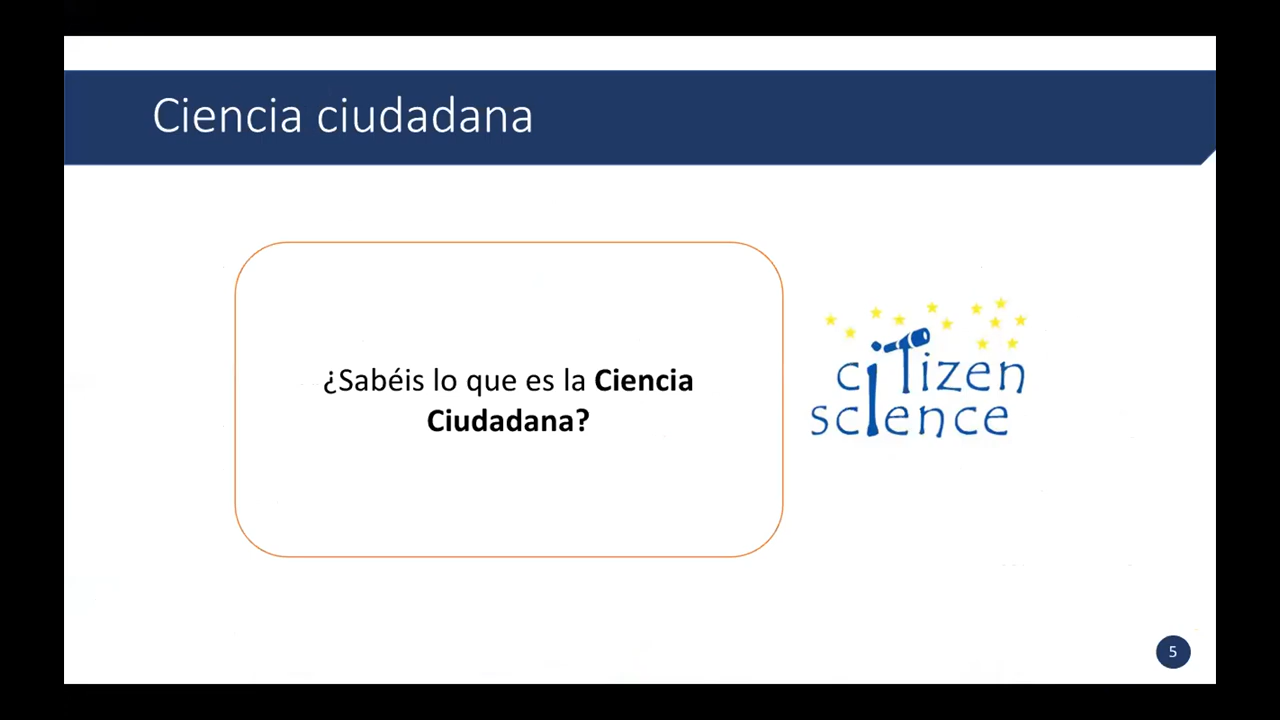 Ciencia ciudadana
¿Sabéis lo que es la Ciencia
Ciudadana?
citizen
science
5